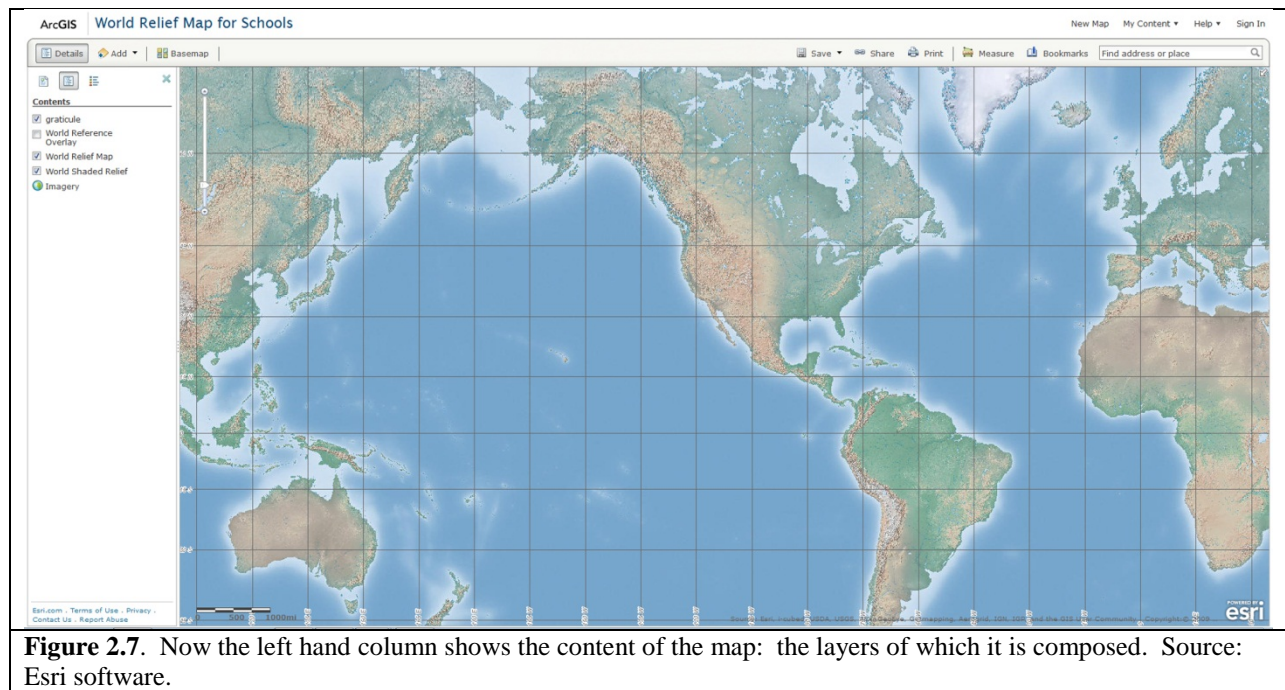 ArcGIS World Relief Map for Schools
New Map My Content Help Sign In
Details Add Basemap
Save Share Print Measure Bookmarks Find address or place
Contents
graticule
World Reference
Overlay
World Relief Map
World Shaded Relief
Imagery
Esri.com . Terms of Use . Privacy .
Contact Us . Report Abuse
0 500 1000mi
POWERED BY
esri
Figure 2.7. Now the left hand column shows the content of the map: the layers of which it is composed. Source:
Esri software.